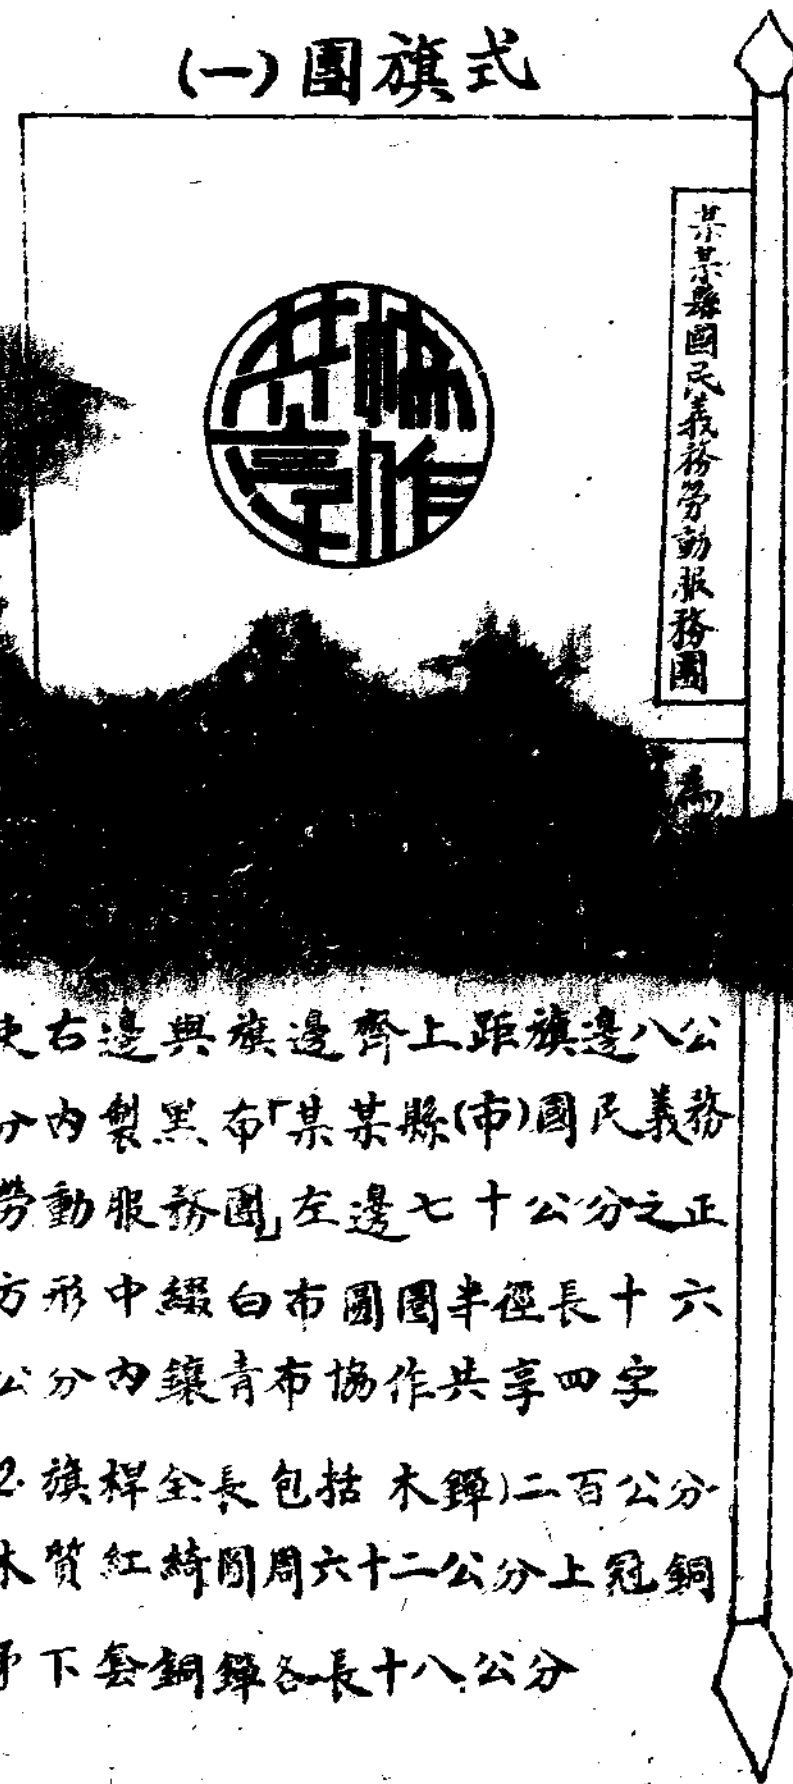 (一)團旗式
協作
共享
某某縣國民義務勞動服務團
為
右邊與旗邊齊上距旗邊八公
分內製黑布「某某縣(市)國民義務
勞動服務團」左邊七十公分之正
方形中綴白布圓圈半徑長十六
公分內鑲青布協作共享四字
2.旗桿全長包括木鐏)二百公分
木質紅綺圓周六十二公分上冠銅
矛下套銅鐏各長十八公分